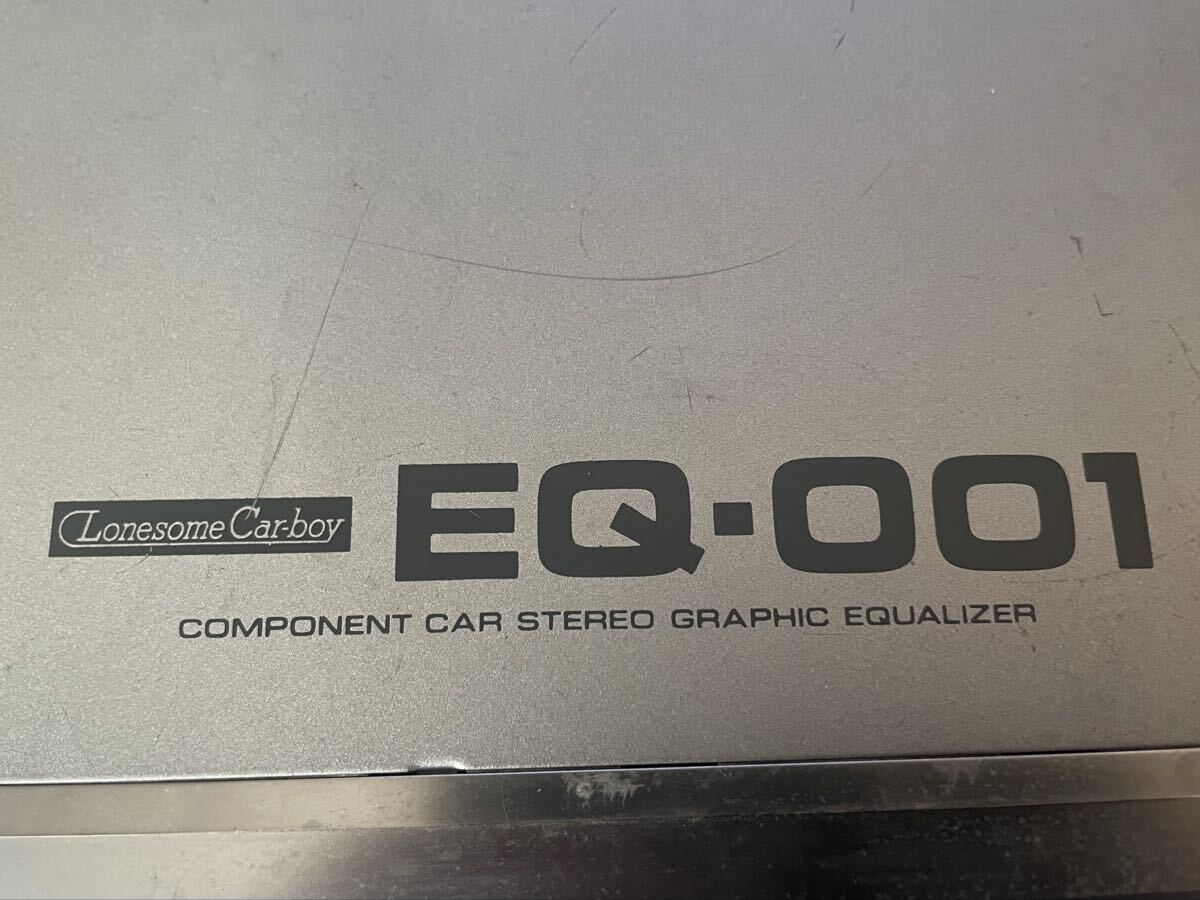 Lonesome Car-boy EQ-001
COMPONENT CAR STEREO GRAPHIC EQUALIZER